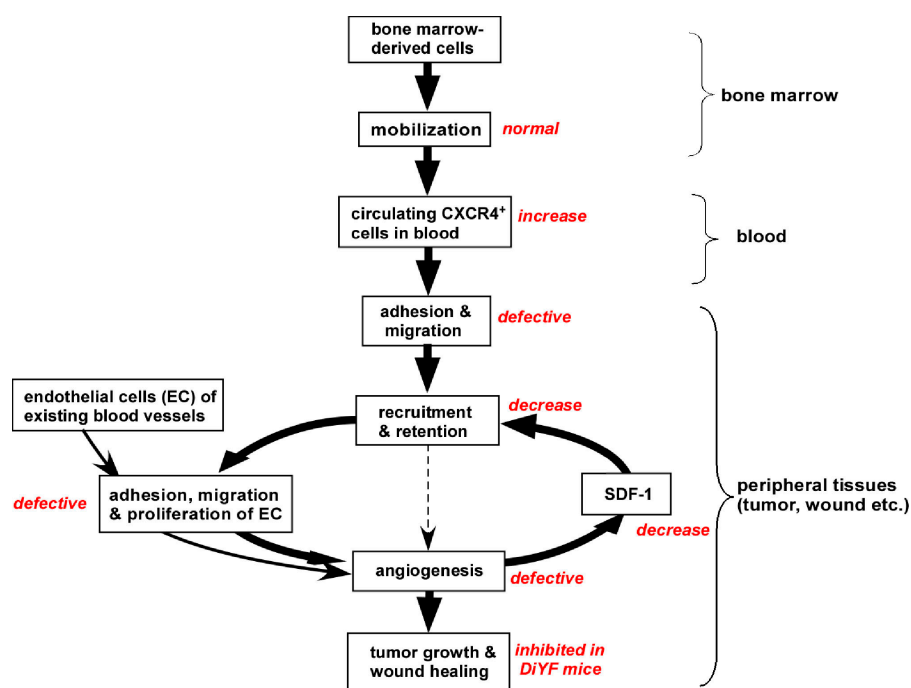 bone marrow-
derived cells
bone marrow
mobilization
normal
circulating CXCR4⁺
cells in blood
increase
blood
adhesion &
migration
defective
endothelial cells (EC) of
existing blood vessels
recruitment
& retention
decrease
defective
adhesion, migration
& proliferation of EC
SDF-1
decrease
peripheral tissues
(tumor, wound etc.)
angiogenesis
defective
tumor growth &
wound healing
inhibited in
DiYF mice